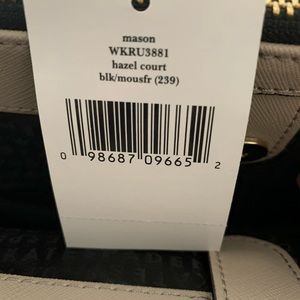 mason
WKRU3881
hazel court
blk/mousfr (239)
0 98687 09665 2